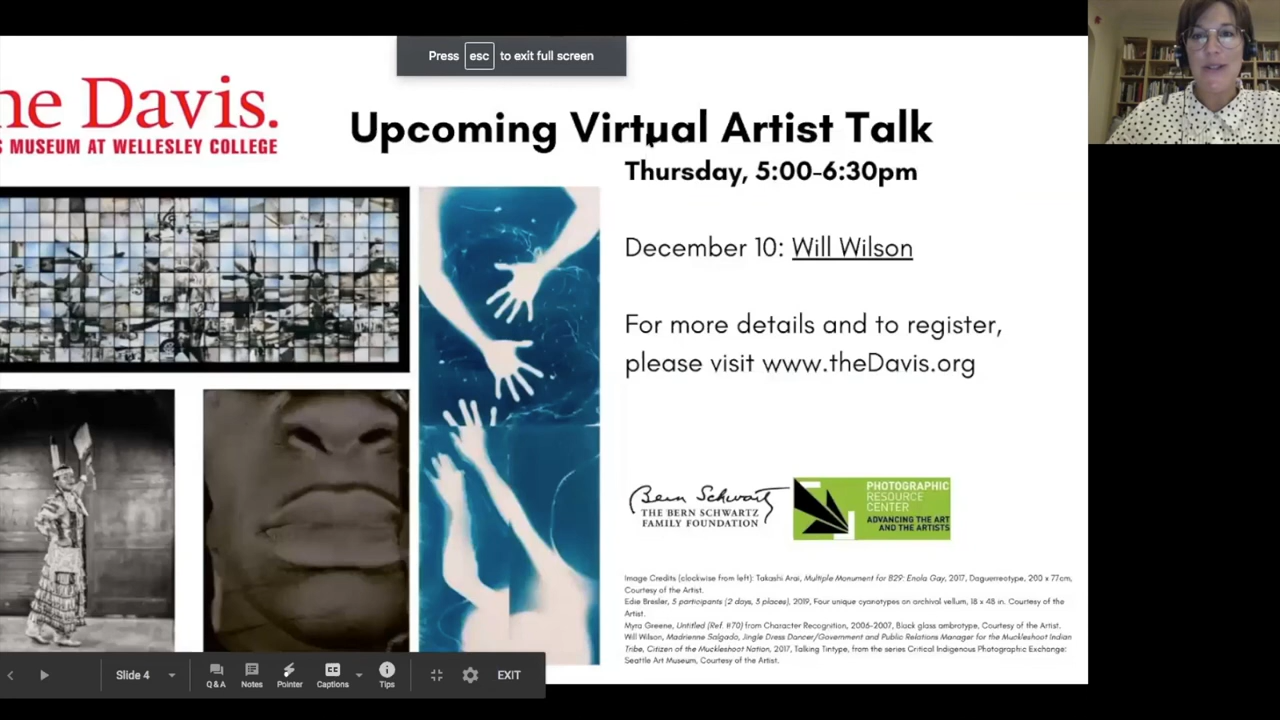 Press esc to exit full screen
he Davis.
S MUSEUM AT WELLESLEY COLLEGE
Upcoming Virtual Artist Talk
Thursday, 5:00-6:30pm
December 10: Will Wilson
For more details and to register,
please visit www.theDavis.org
Bern Schwartz
THE BERN SCHWARTZ
FAMILY FOUNDATION
PHOTOGRAPHIC
RESOURCE
CENTER
ADVANCING THE ART
AND THE ARTISTS
Image Credits (clockwise from left): Takashi Arai, Multiple Monument for B29: Enola Gay, 2017, Daguerreotype, 200 x 77cm,
Courtesy of the Artist.
Edie Bresler, 5 participants (2 days, 3 places), 2019, Four unique cyanotypes on archival vellum, 18 x 48 in. Courtesy of the
Artist.
Myra Greene, Untitled (Ref. #70) from Character Recognition, 2006-2007, Black glass ambrotype, Courtesy of the Artist.
Will Wilson, Madrienne Salgado, Jingle Dress Dancer/Government and Public Relations Manager for the Muckleshoot Indian
Tribe, Citizen of the Muckleshoot Nation, 2017, Talking Tintype, from the series Critical Indigenous Photographic Exchange:
Seattle Art Museum, Courtesy of the Artist.
Slide 4
Q & A
Notes
Pointer
CC
Captions
Tips
EXIT